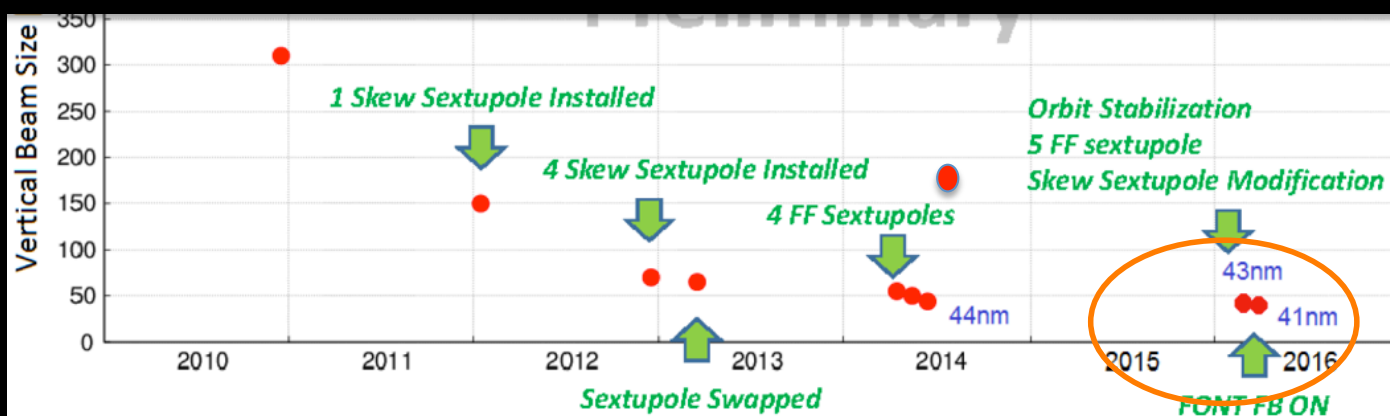 Preliminary
Vertical Beam Size
350
300
250
200
150
100
50
0
1 Skew Sextupole Installed
4 Skew Sextupole Installed
4 FF Sextupoles
Orbit Stabilization
5 FF sextupole
Skew Sextupole Modification
43nm
44nm
41nm
2010 2011 2012 2013 2014 2015 2016
Sextupole Swapped
FONT FB ON